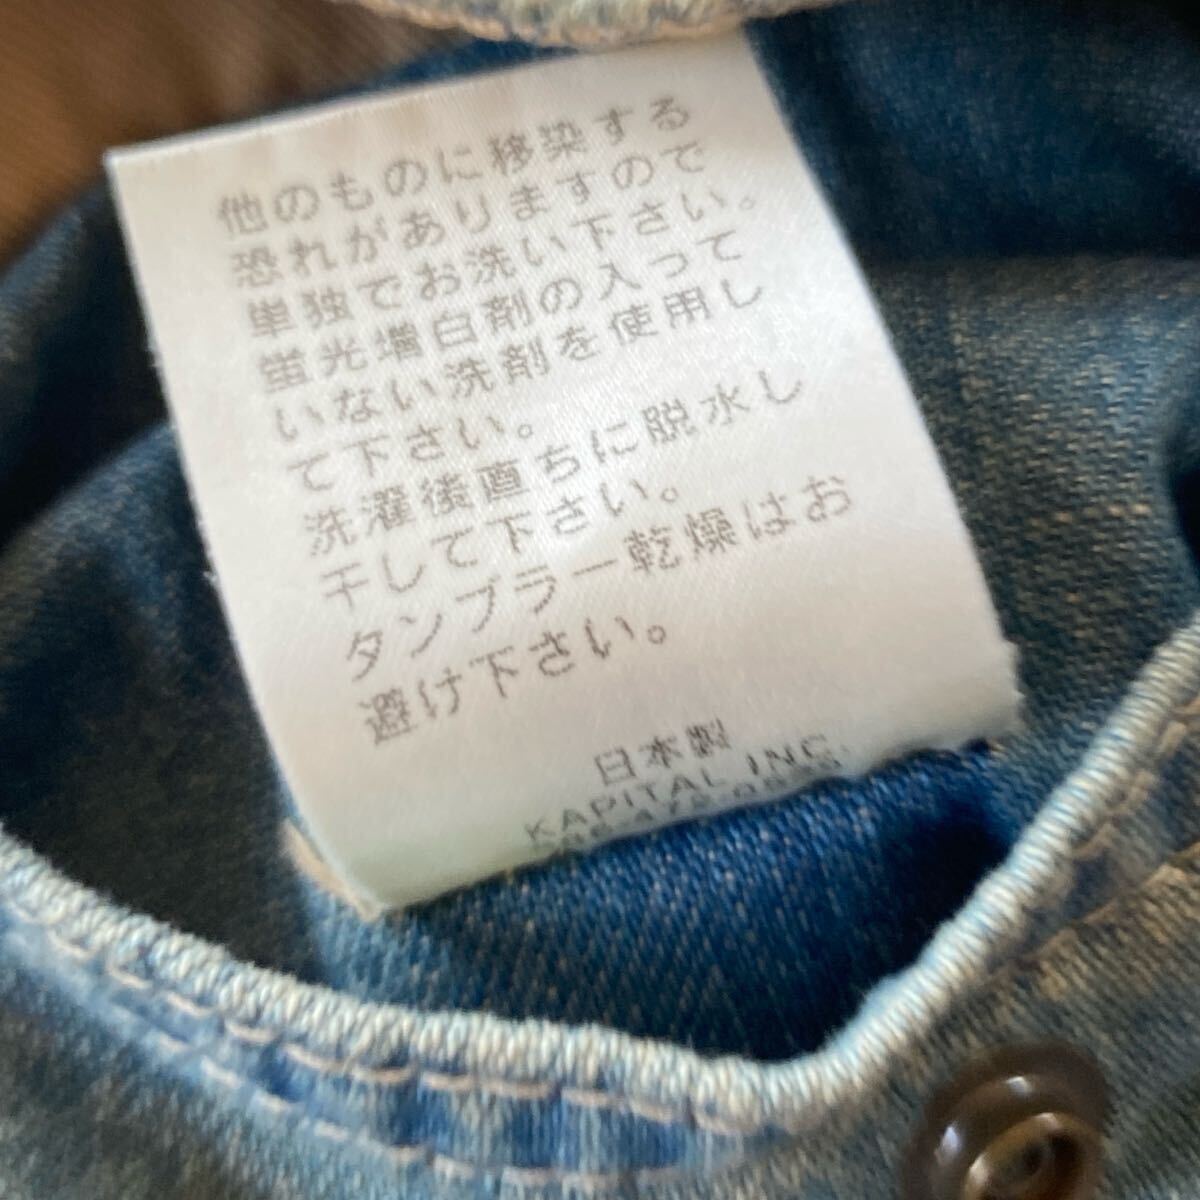 他のものに移染する
恐れがありますので
単独でお洗い下さい。
蛍光増白剤の入って
いない洗剤を使用し
て下さい。
洗濯後直ちに脱水し
干して下さい。
タンブラー乾燥はお
避け下さい。
日本製
KAPITAL INC.